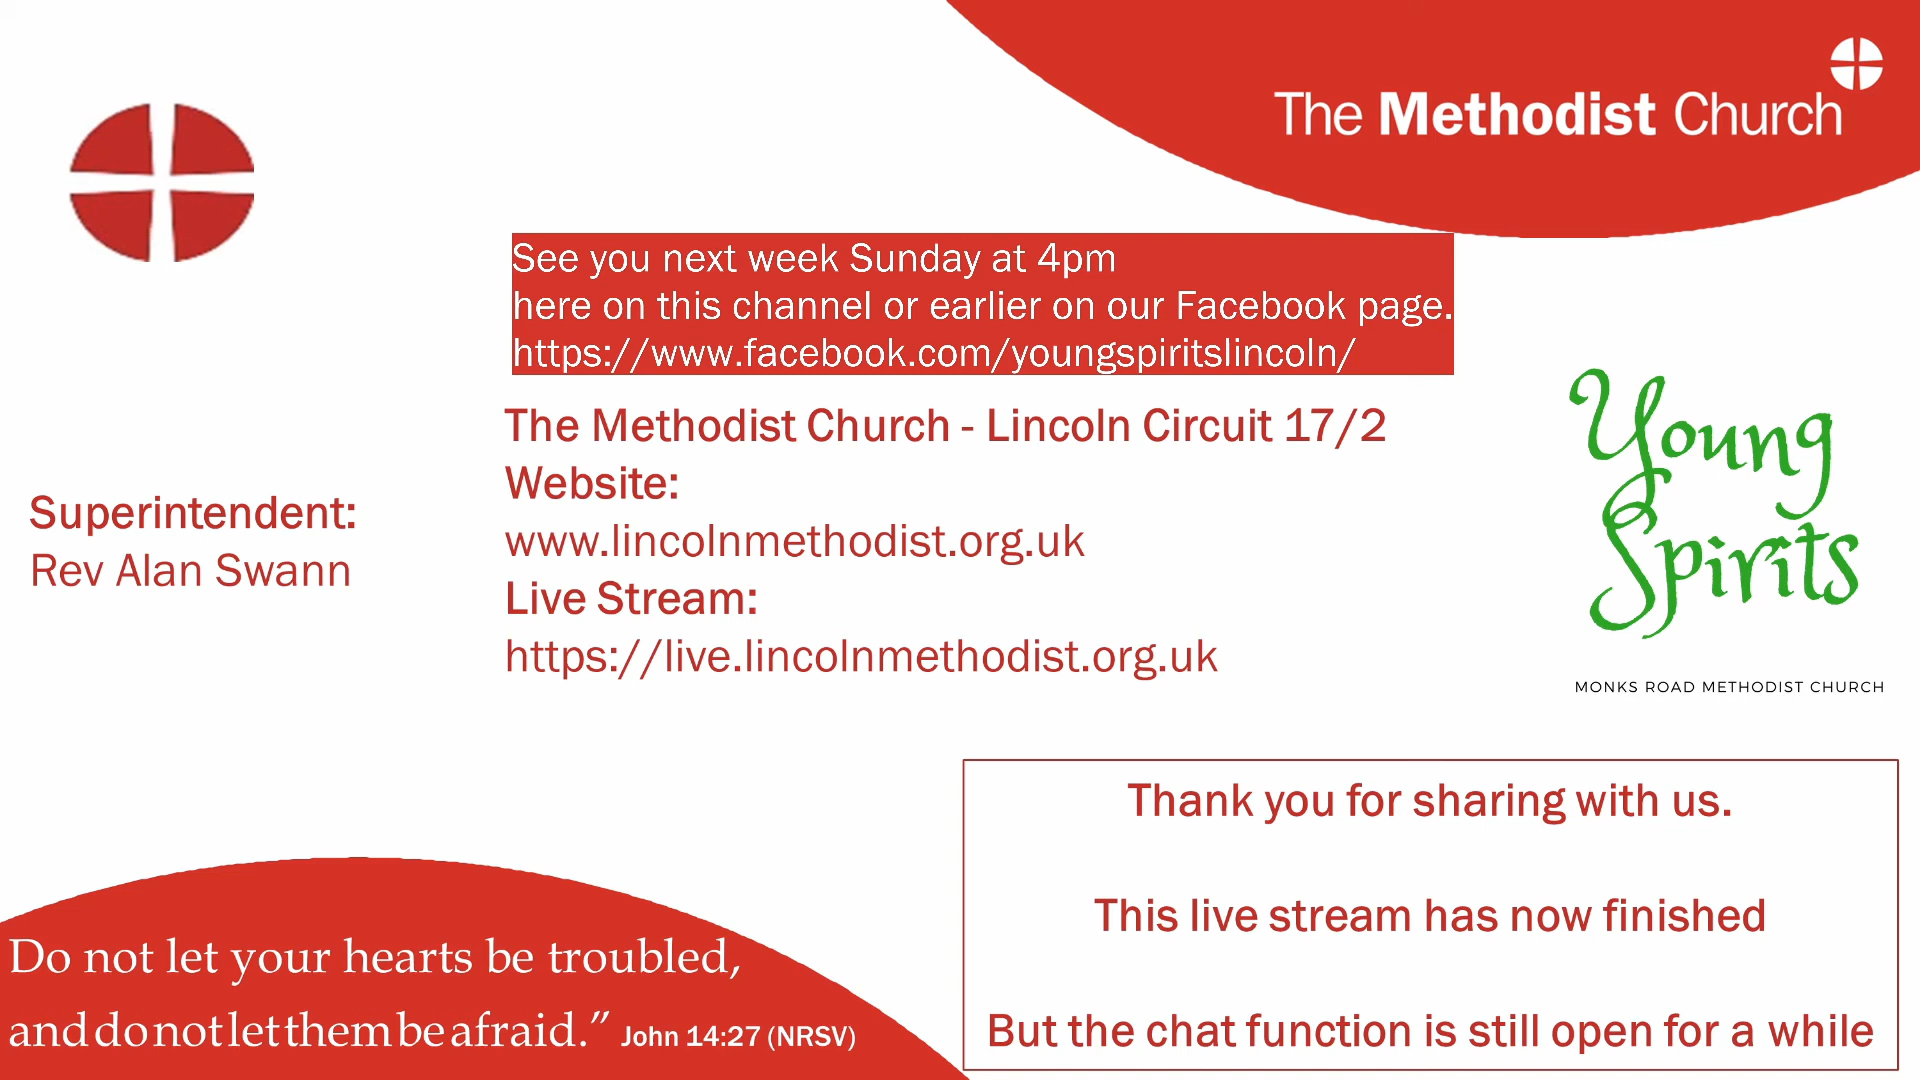 The Methodist Church
See you next week Sunday at 4pm
here on this channel or earlier on our Facebook page.
https://www.facebook.com/youngspiritslincoln/
The Methodist Church - Lincoln Circuit 17/2
Website:
www.lincolnmethodist.org.uk
Live Stream:
https://live.lincolnmethodist.org.uk
Superintendent:
Rev Alan Swann
Young
Spirits
MONKS ROAD METHODIST CHURCH
Thank you for sharing with us.
This live stream has now finished
But the chat function is still open for a while
Do not let your hearts be troubled,
and do not let them be afraid.” John 14:27 (NRSV)